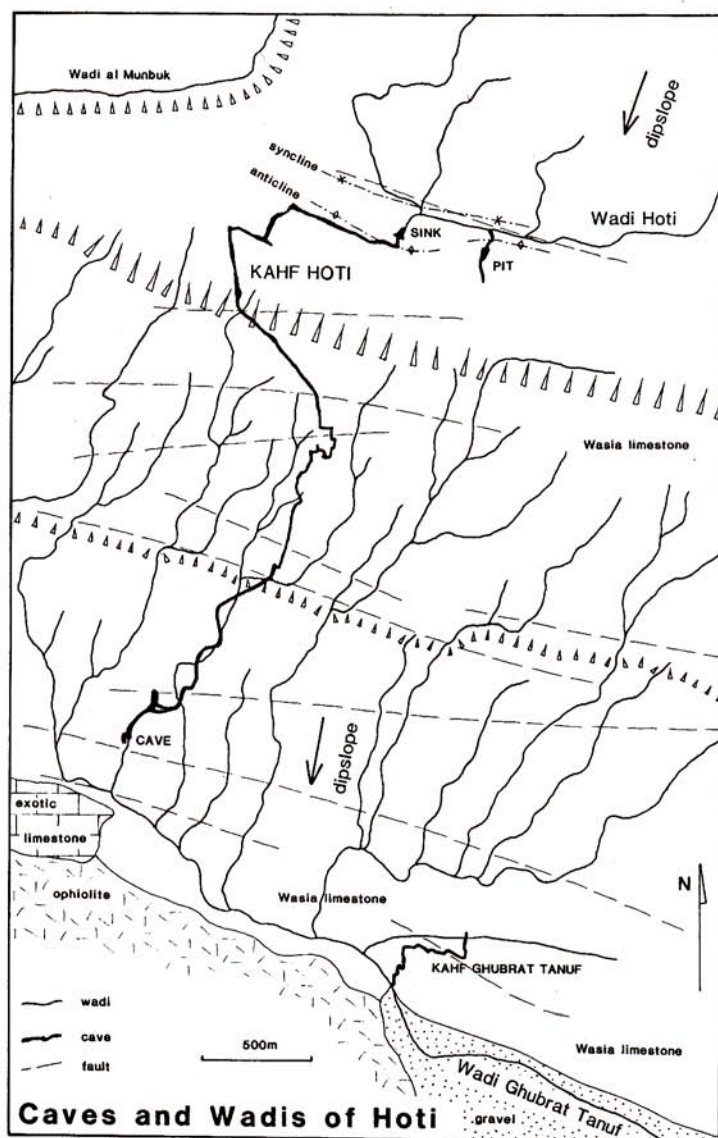 Wadi al Munbuk
dipslope
syncline
anticline
Wadi Hoti
SINK
PIT
KAHF HOTI
Wasia limestone
CAVE
dipslope
exotic
limestone
ophiolite
Wasia limestone
N
KAHF GHUBRAT TANUF
wadi
cave
fault
500m
Wasia limestone
Wadi Ghubrat Tanuf
gravel
Caves and Wadis of Hoti